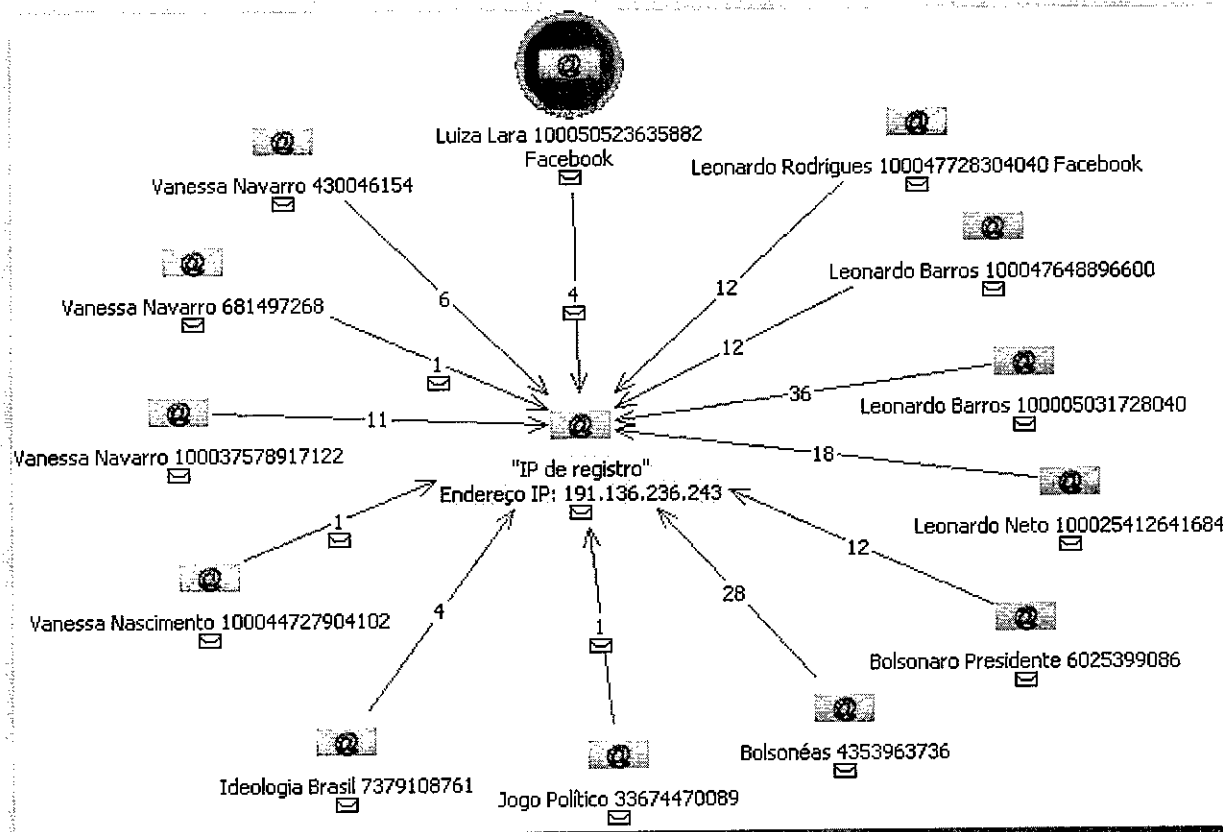 Luiza Lara 100050523635882
Facebook
Vanessa Navarro 430046154
Leonardo Rodrigues 100047728304040 Facebook
Leonardo Barros 100047648896600
Vanessa Navarro 681497268
6
4
12
12
1
36
Leonardo Barros 100005031728040
11
18
Vanessa Navarro 100037578917122
"IP de registro"
Endereço IP: 191.136.236.243
Leonardo Neto 100025412641684
1
12
Vanessa Nascimento 100044727904102
4
1
28
Bolsonaro Presidente 6025399086
Bolsonéas 4353963736
Ideologia Brasil 7379108761
Jogo Político 33674470089